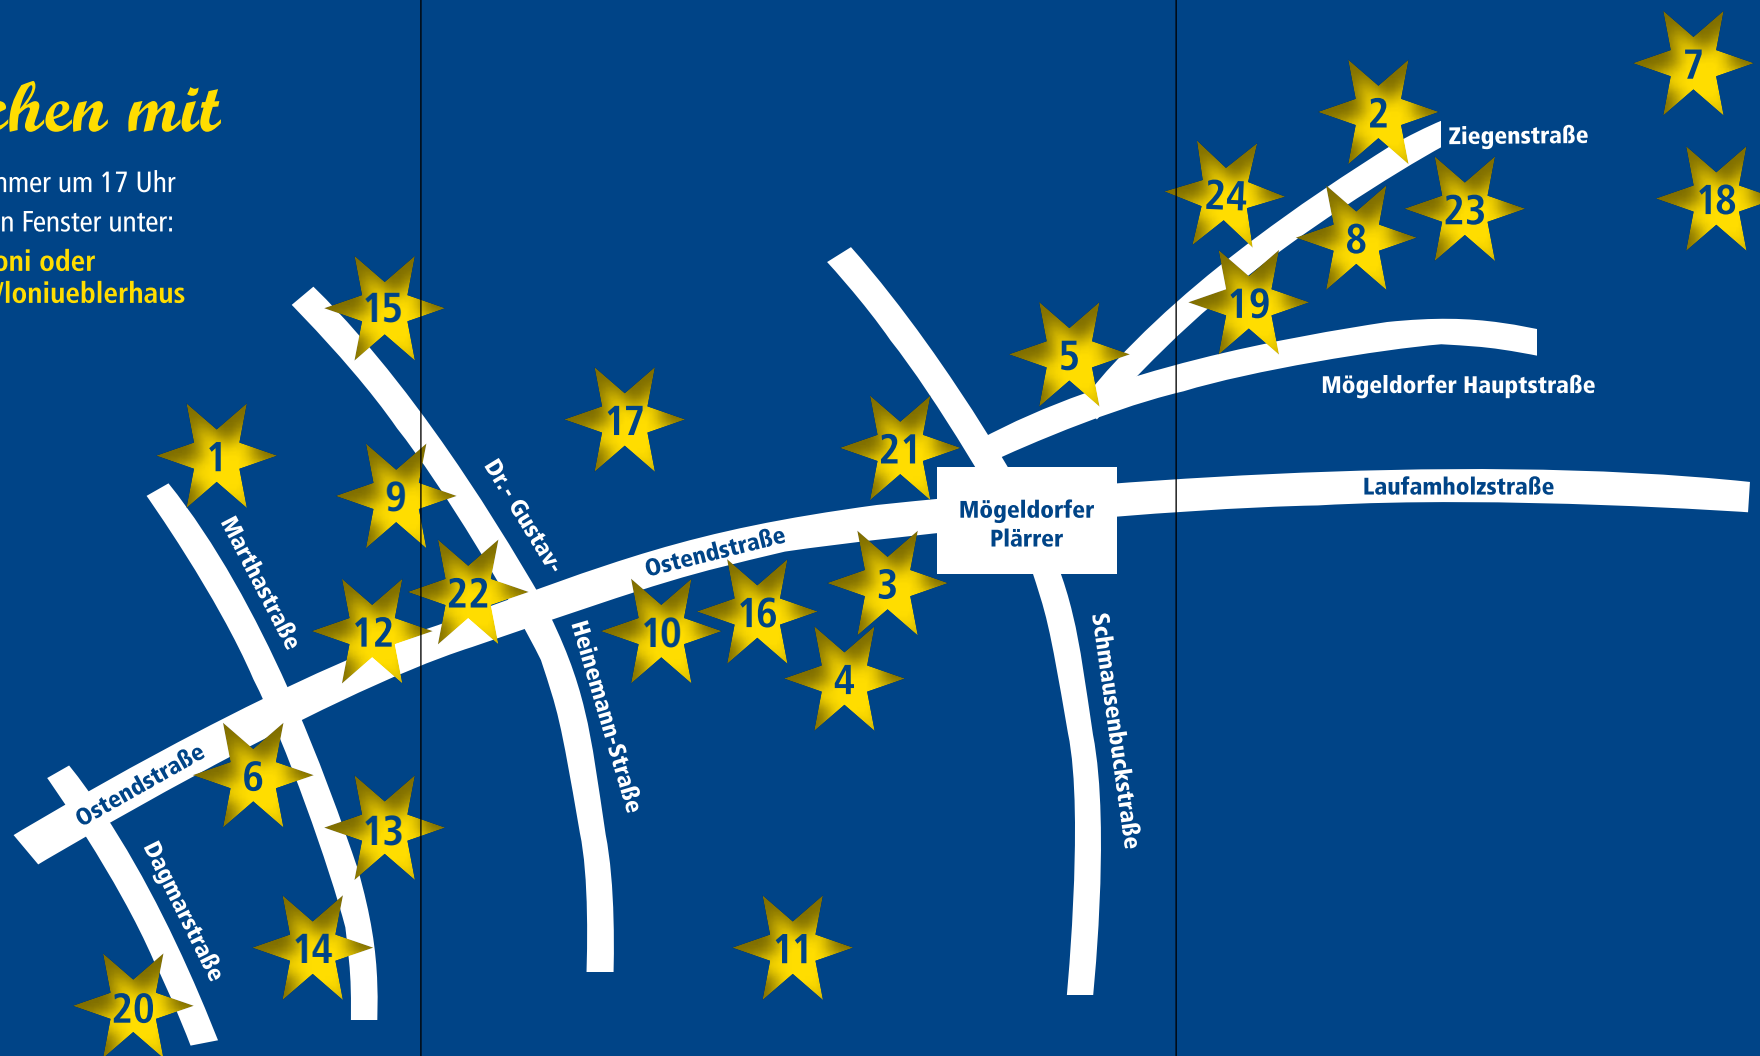 chen mit
mmer um 17 Uhr
n Fenster unter:
oni oder
/loniueblerhaus
7
2
Ziegenstraße
24
18
23
8
19
15
5
Mögeldorfer Hauptstraße
17
21
1
9
Dr.- Gustav-
Heinemann-Straße
Laufamholzstraße
Mögeldorfer
Plärrer
Ostendstraße
Marthastraße
22
12
3
16
10
4
Schmausenbuckstraße
Ostendstraße
6
13
Dagmarstraße
14
11
20